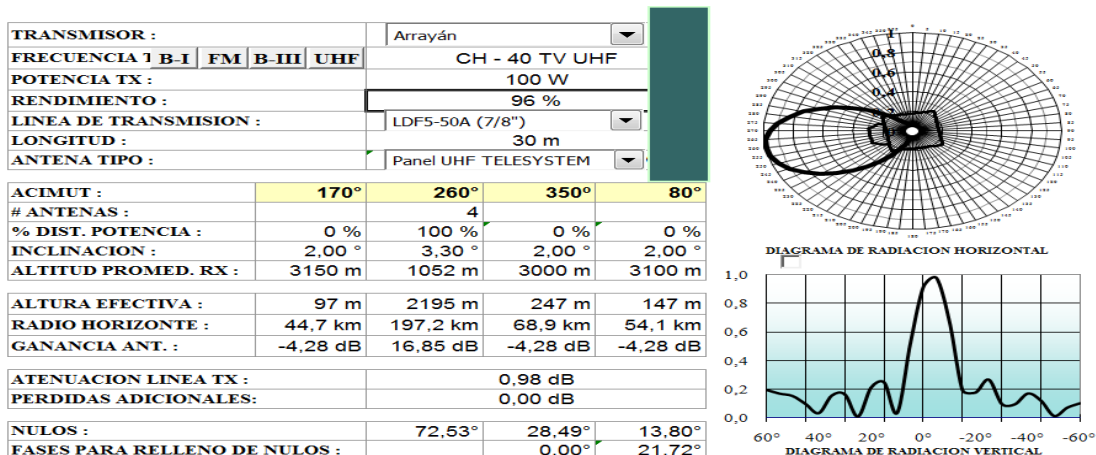 TRANSMISOR : Arrayán
FRECUENCIA T B-I FM B-III UHF CH - 40 TV UHF
POTENCIA TX : 100 W
RENDIMIENTO : 96 %
LINEA DE TRANSMISION : LDF5-50A (7/8")
LONGITUD : 30 m
ANTENA TIPO : Panel UHF TELESYSTEM
ACIMUT : 170° 260° 350° 80°
# ANTENAS : 4
% DIST. POTENCIA : 0 % 100 % 0 % 0 %
INCLINACION : 2,00 ° 3,30 ° 2,00 ° 2,00 °
ALTITUD PROMED. RX : 3150 m 1052 m 3000 m 3100 m
ALTURA EFECTIVA : 97 m 2195 m 247 m 147 m
RADIO HORIZONTE : 44,7 km 197,2 km 68,9 km 54,1 km
GANANCIA ANT. : -4,28 dB 16,85 dB -4,28 dB -4,28 dB
ATENUACION LINEA TX : 0,98 dB
PERDIDAS ADICIONALES: 0,00 dB
NULOS : 72,53° 28,49° 13,80°
FASES PARA RELLENO DE NULOS : 0,00° 21,72°
1
0,8
0,6
0,4
DIAGRAMA DE RADIACION HORIZONTAL
1,0
0,8
0,6
0,4
0,2
0,0
60° 40° 20° 0° -20° -40° -60°
DIAGRAMA DE RADIACION VERTICAL